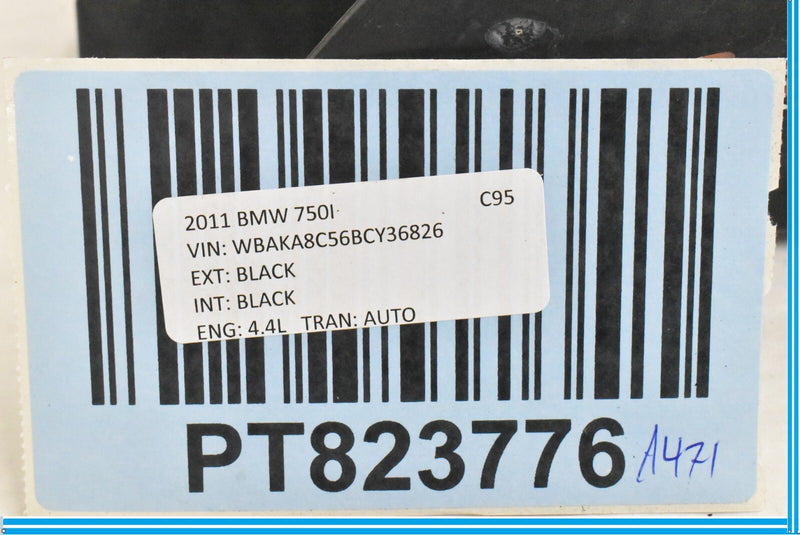 2011 BMW 750I C95
VIN: WBAKA8C56BCY36826
EXT: BLACK
INT: BLACK
ENG: 4.4L TRAN: AUTO
PT823776 A471